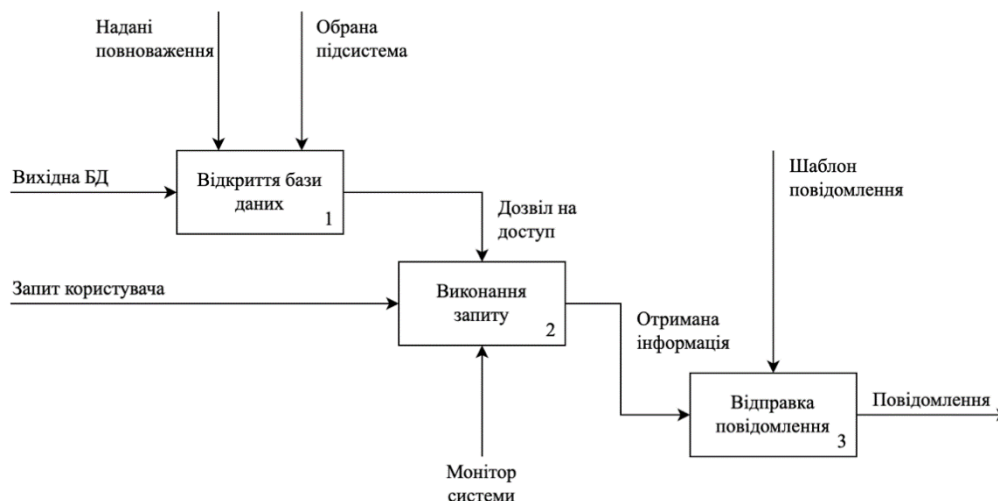 Надані
повноваження
Обрана
підсистема
Вихідна БД
Відкриття бази
даних
1
Шаблон
повідомлення
Дозвіл на
доступ
Запит користувача
Виконання
запиту
2
Отримана
інформація
Відправка
повідомлення
3
Повідомлення
Монітор
системи